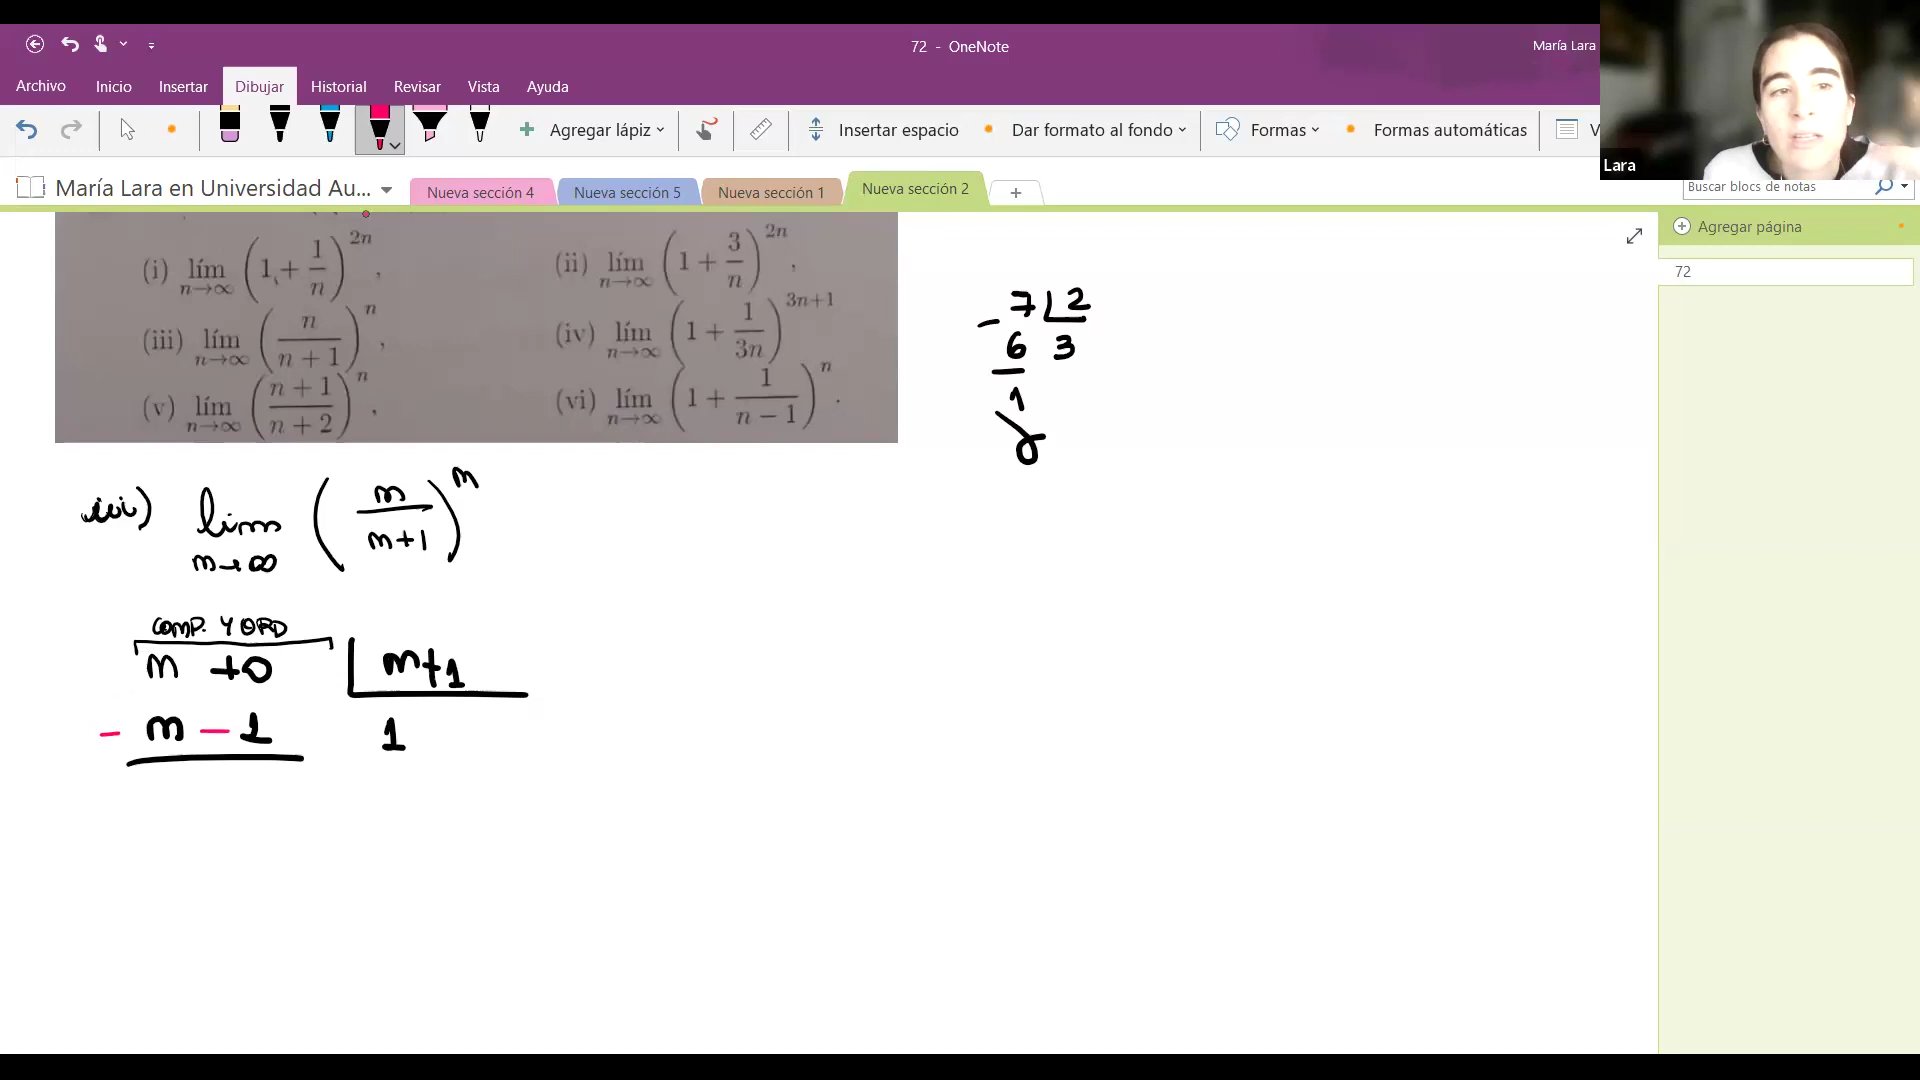 72 - OneNote
María Lara
Archivo Inicio Insertar Dibujar Historial Revisar Vista Ayuda
Agregar lápiz Insertar espacio Dar formato al fondo Formas Formas automáticas V
Lara
María Lara en Universidad Au... Nueva sección 4 Nueva sección 5 Nueva sección 1 Nueva sección 2 +
Buscar blocs de notas
Agregar página
72
(i) lím n→∞ (1 + 1/n)^2n, (ii) lím n→∞ (1 + 3/n)^2n,
(iii) lím n→∞ (n/(n + 1))^n, (iv) lím n→∞ (1 + 1/3n)^3n+1
(v) lím n→∞ ((n + 1)/(n + 2))^n, (vi) lím n→∞ (1 + 1/(n − 1))^n.
- 7 | 2
6 3
1
iii) lim m→∞ (m/(m+1))^m
COMP. Y ORD
m +0 | m+1
- m - 1 1